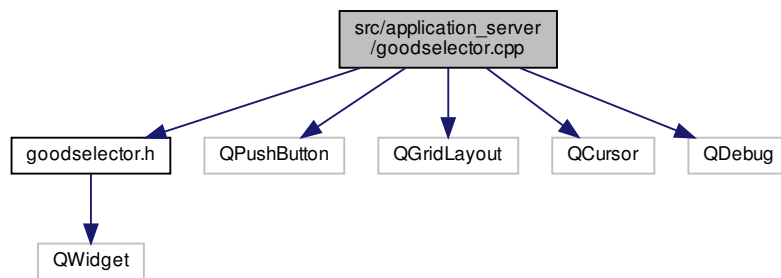 src/application_server
/goodselector.cpp
goodselector.h
QPushButton
QGridLayout
QCursor
QDebug
QWidget